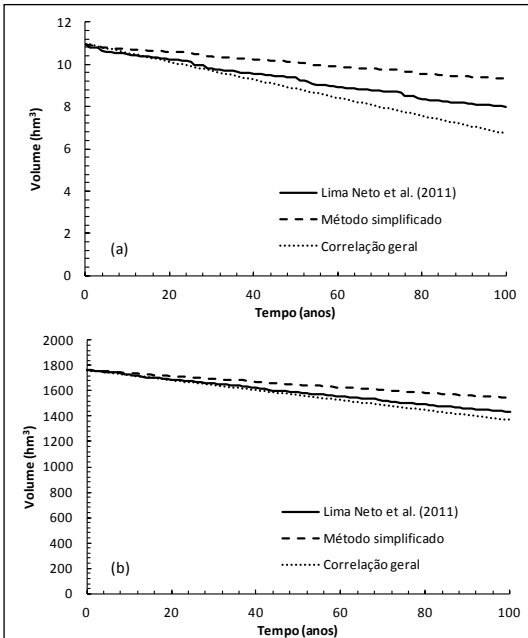 12
10
8
6
4
2
0
Volume (hm³)
Lima Neto et al. (2011)
Método simplificado
Correlação geral
(a)
0 20 40 60 80 100
Tempo (anos)
2000
1800
1600
1400
1200
1000
800
600
400
200
0
Volume (hm³)
Lima Neto et al. (2011)
Método simplificado
Correlação geral
(b)
0 20 40 60 80 100
Tempo (anos)